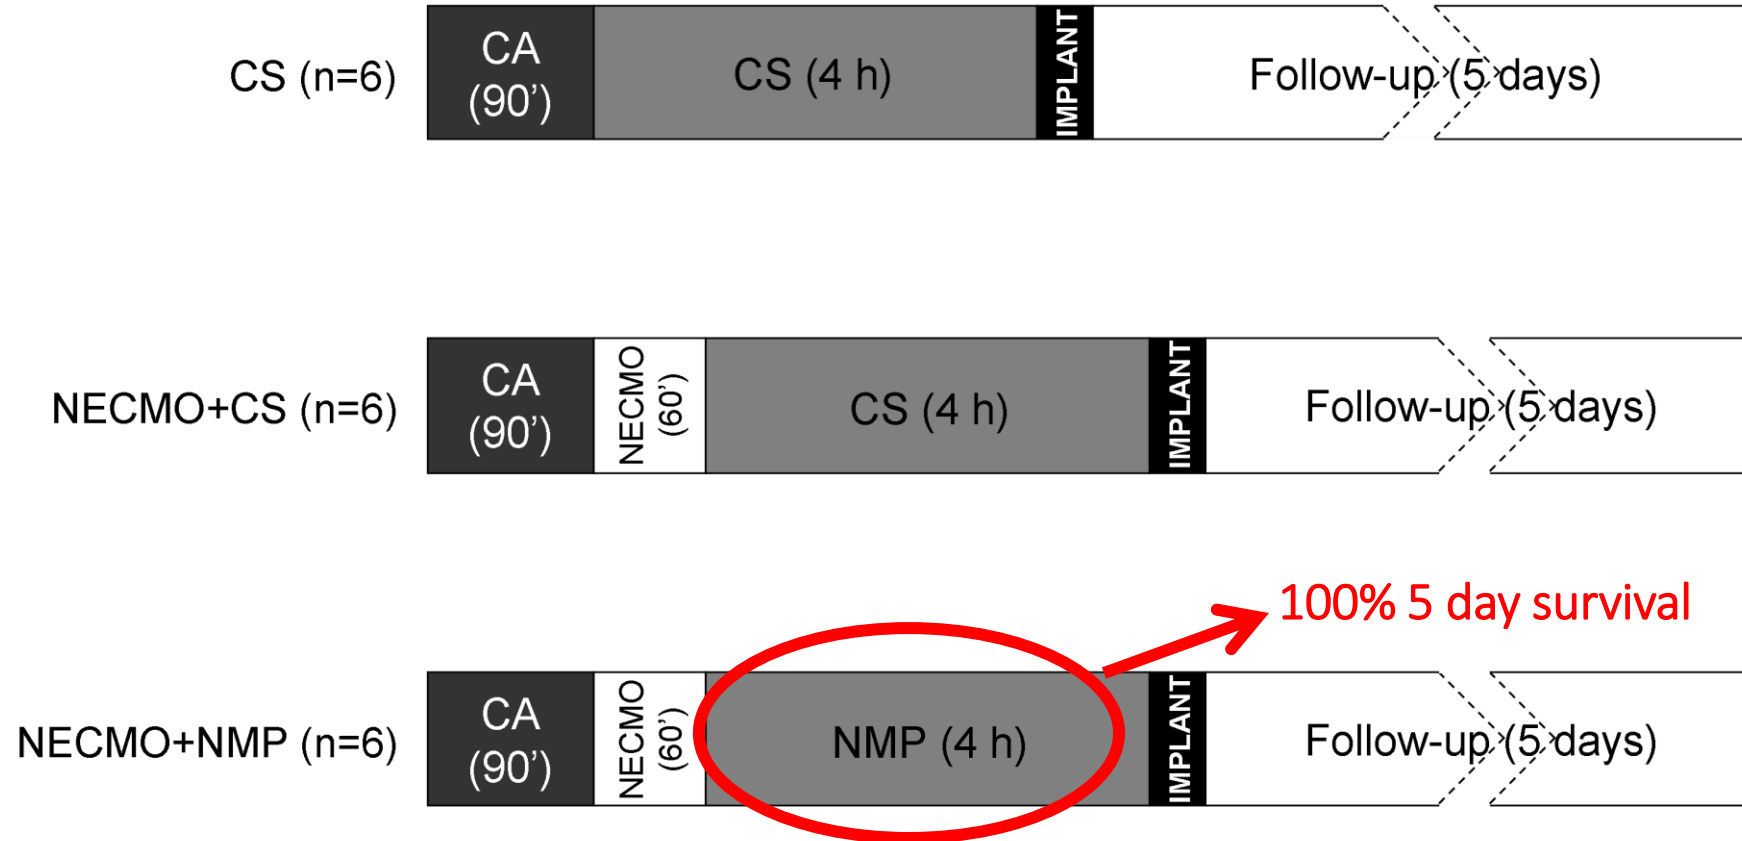 CS (n=6)
CA
(90’)
CS (4 h)
IMPLANT
Follow-up (5 days)
NECMO+CS (n=6)
CA
(90’)
NECMO
(60’)
CS (4 h)
IMPLANT
Follow-up (5 days)
100% 5 day survival
NECMO+NMP (n=6)
CA
(90’)
NECMO
(60’)
NMP (4 h)
IMPLANT
Follow-up (5 days)